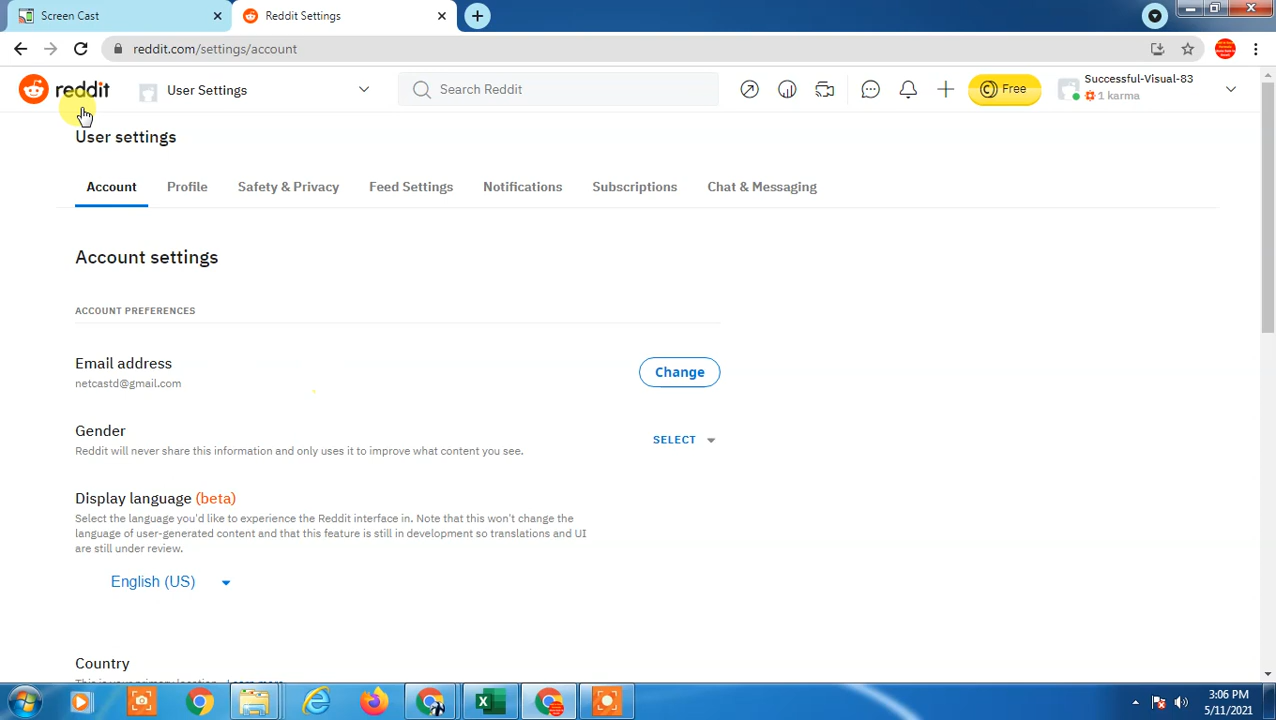 Screen Cast
Reddit Settings
reddit.com/settings/account
reddit
User Settings
Search Reddit
Free
Successful-Visual-83
1 karma
User settings
Account
Profile
Safety & Privacy
Feed Settings
Notifications
Subscriptions
Chat & Messaging
Account settings
ACCOUNT PREFERENCES
Email address
netcastd@gmail.com
Change
Gender
Reddit will never share this information and only uses it to improve what content you see.
SELECT
Display language (beta)
Select the language you'd like to experience the Reddit interface in. Note that this won't change the
language of user-generated content and that this feature is still in development so translations and UI
are still under review.
English (US)
Country
3:06 PM
5/11/2021